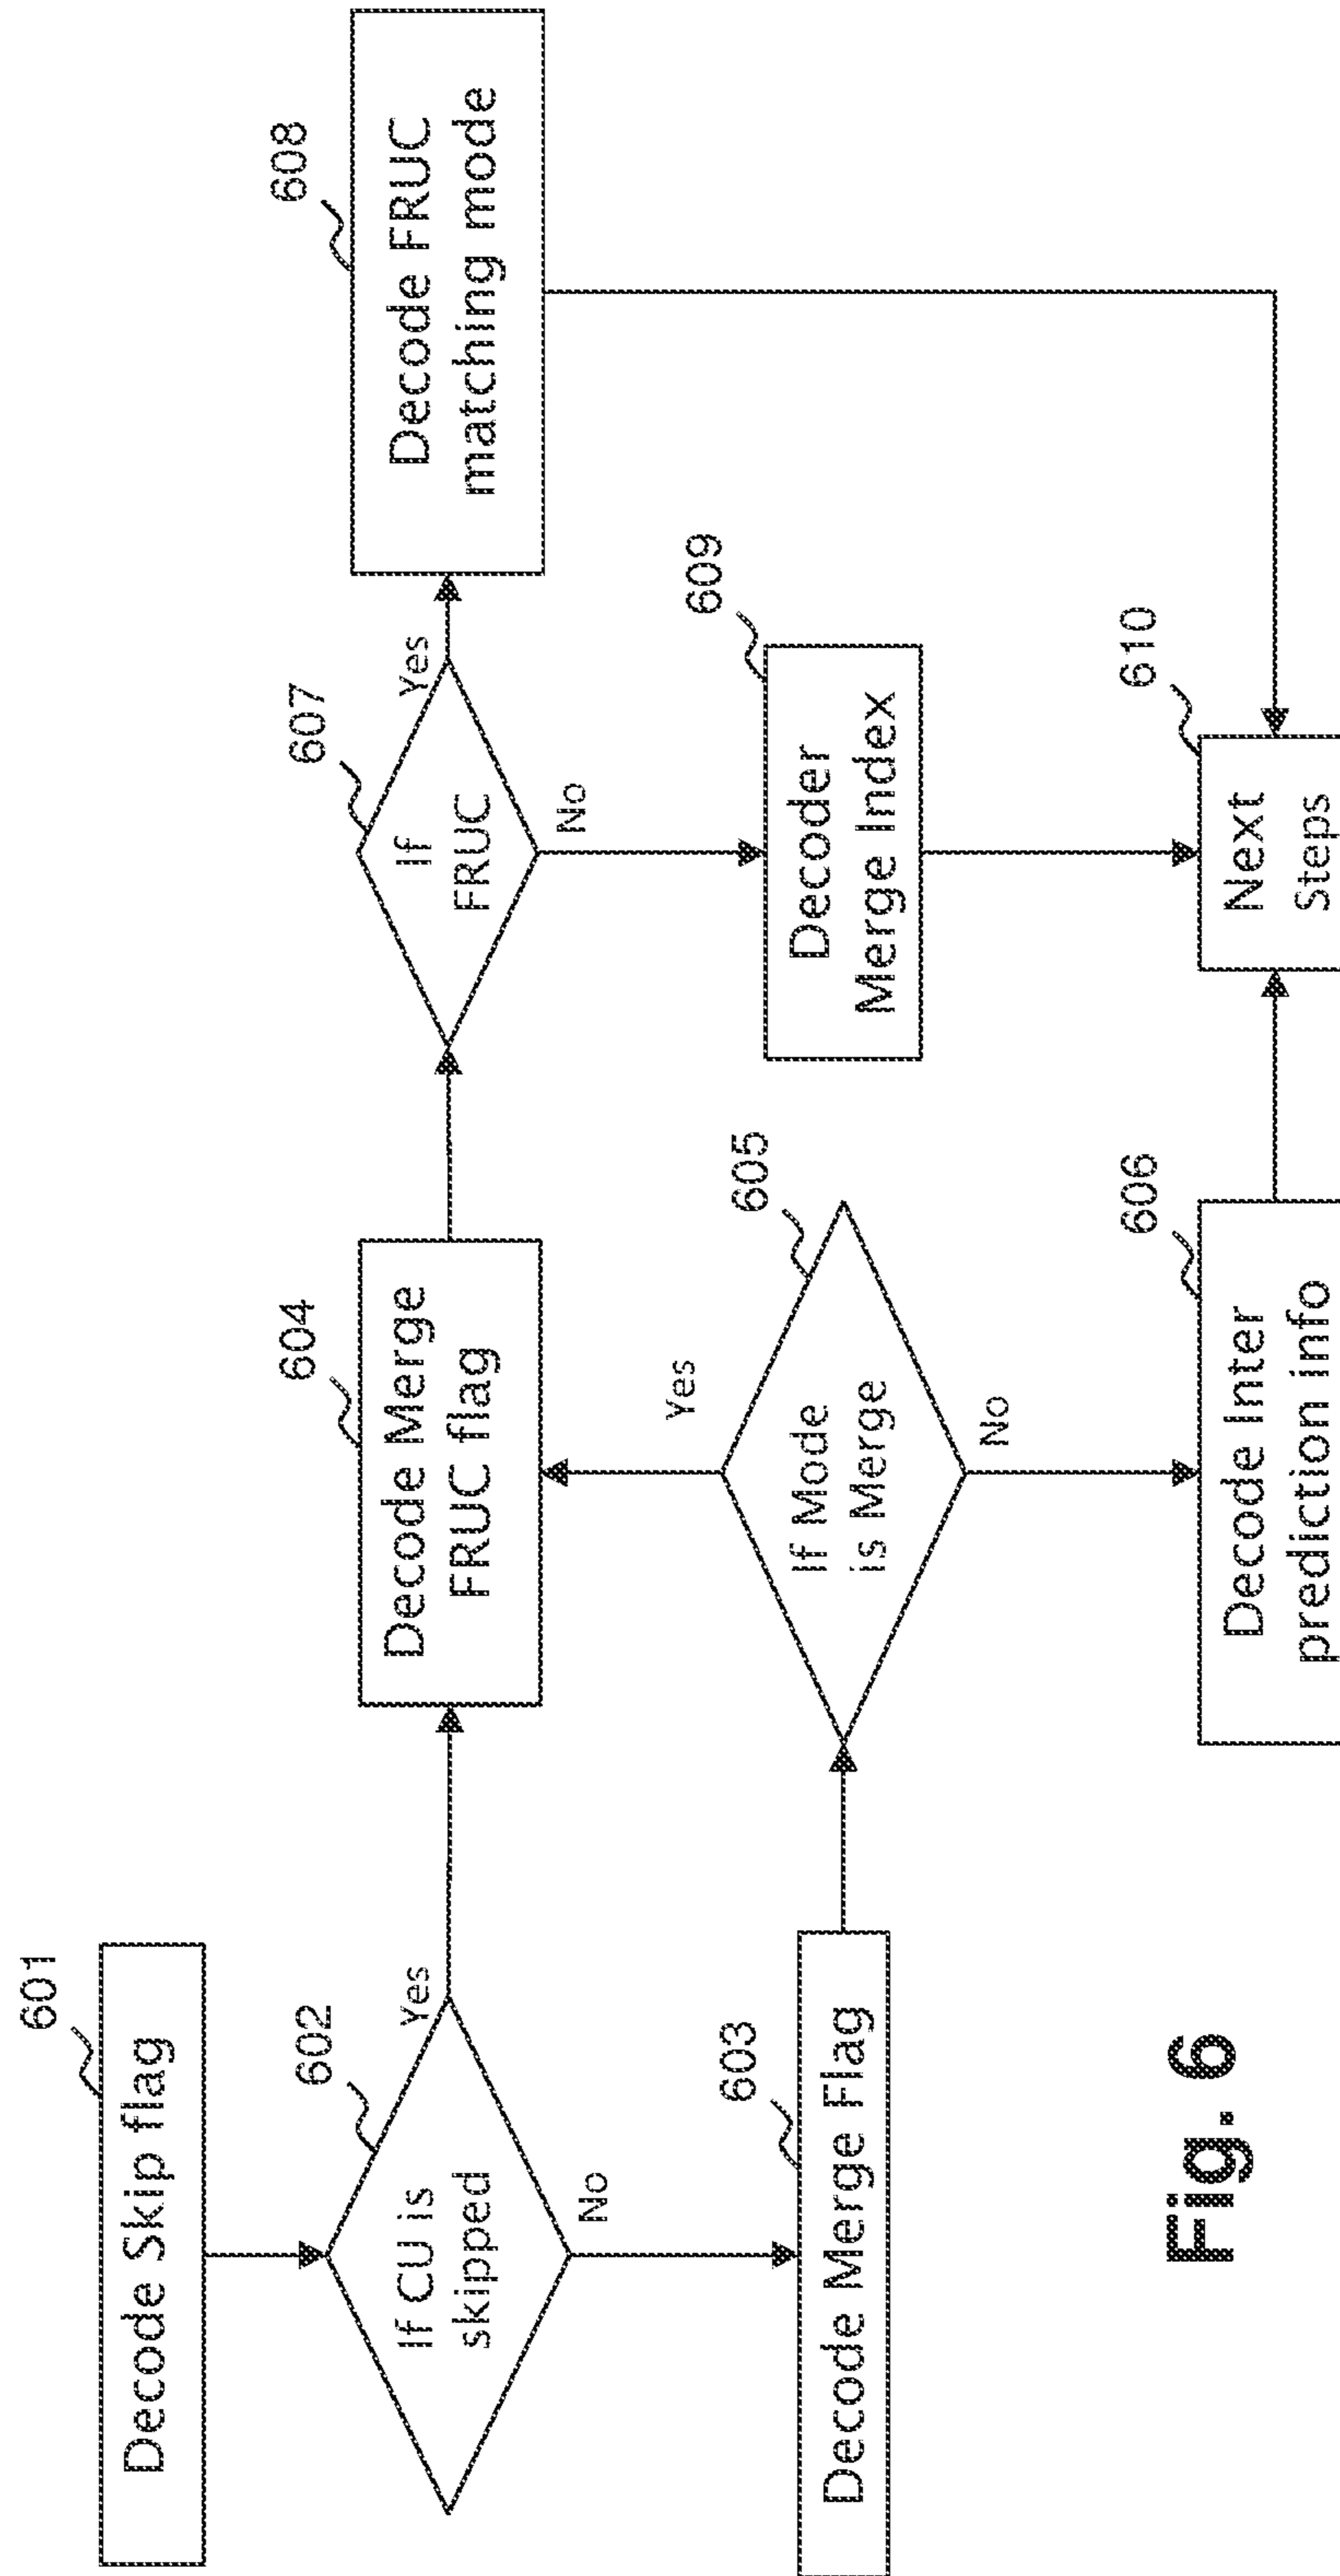 601
Decode Skip flag
602
If CU is
skipped
Yes
No
603
Decode Merge Flag
604
Decode Merge
FRUC flag
605
If Mode
is Merge
Yes
No
606
Decode Inter
prediction info
607
If
FRUC
Yes
No
608
Decode FRUC
matching mode
609
Decoder
Merge Index
610
Next
Steps
Fig. 6